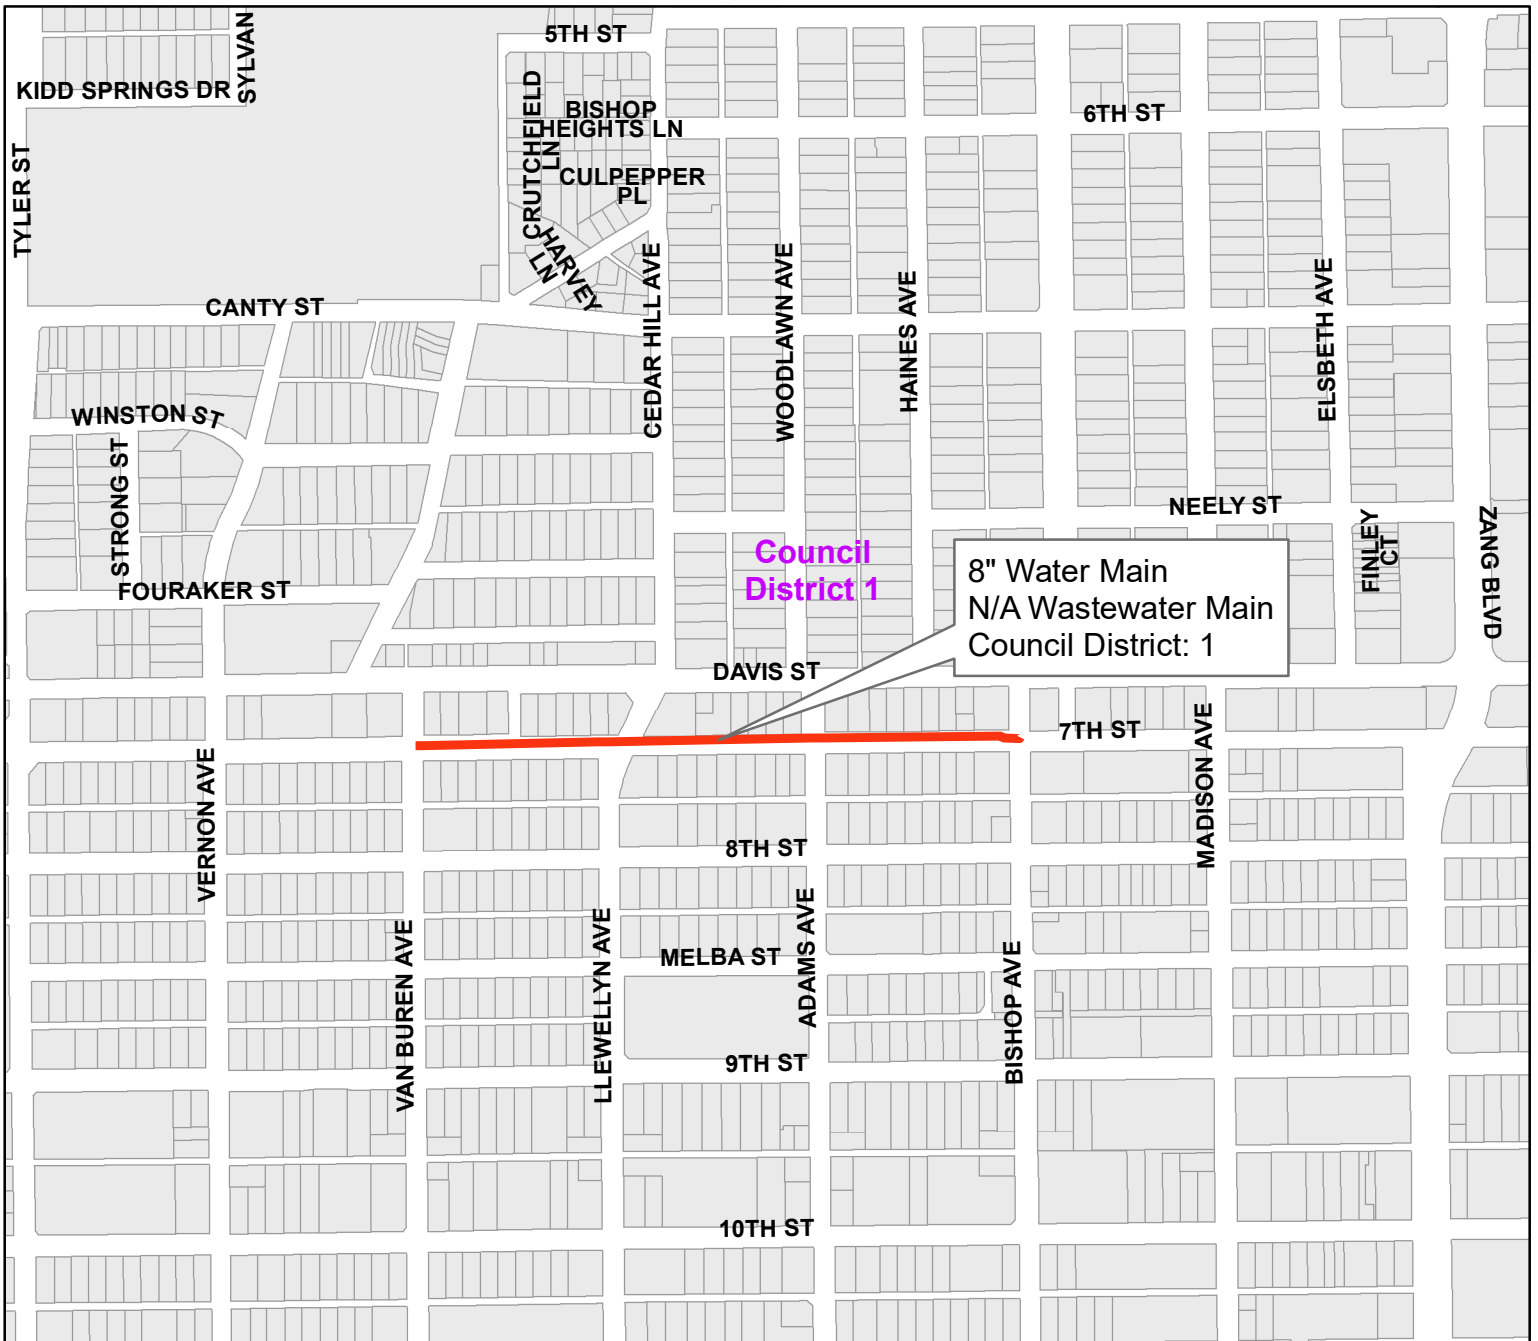 5TH ST
SYLVAN
KIDD SPRINGS DR
CRUTCHFIELD
LN
BISHOP
HEIGHTS LN
6TH ST
TYLER ST
CULPEPPER
PL
HARVEY
LN
CANTY ST
CEDAR HILL AVE
WOODLAWN AVE
HAINES AVE
ELSBETH AVE
WINSTON ST
STRONG ST
NEELY ST
FINLEY
CT
ZANG BLVD
Council
District 1
8" Water Main
N/A Wastewater Main
Council District: 1
FOURAKER ST
DAVIS ST
7TH ST
MADISON AVE
VERNON AVE
8TH ST
VAN BUREN AVE
LLEWELLYN AVE
ADAMS AVE
MELBA ST
BISHOP AVE
9TH ST
10TH ST